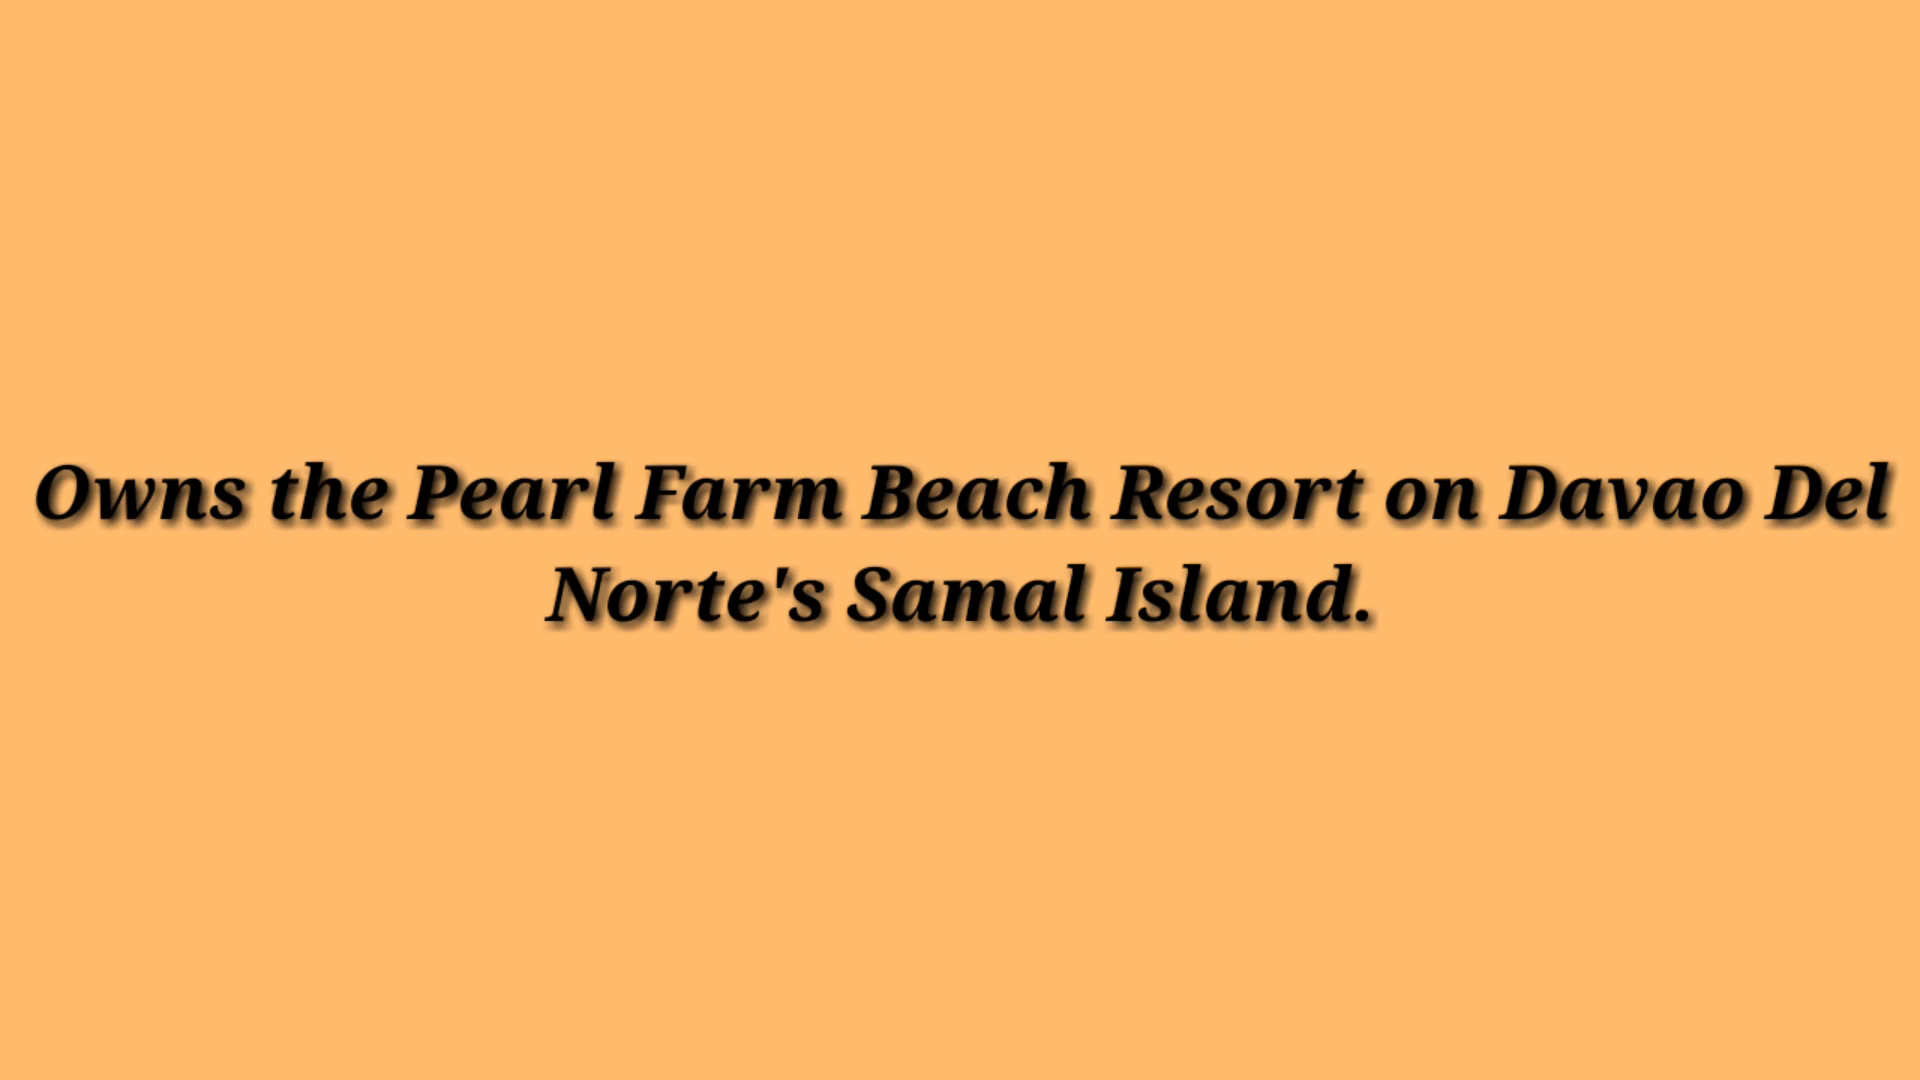 Owns the Pearl Farm Beach Resort on Davao Del
Norte's Samal Island.